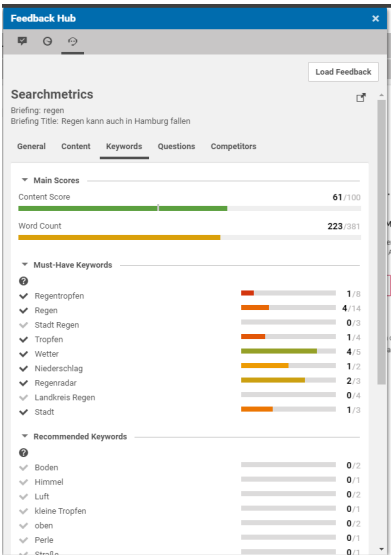 Feedback Hub
Load Feedback
Searchmetrics
Briefing: regen
Briefing Title: Regen kann auch in Hamburg fallen
General Content Keywords Questions Competitors
Main Scores
Content Score 61/100
Word Count 223/381
Must-Have Keywords
Regentropfen 1/8
Regen 4/14
Stadt Regen 0/3
Tropfen 1/4
Wetter 4/5
Niederschlag 1/2
Regenradar 2/3
Landkreis Regen 0/4
Stadt 1/3
Recommended Keywords
Boden 0/2
Himmel 0/1
Luft 0/2
kleine Tropfen 0/1
oben 0/2
Perle 0/1
Straße 0/1